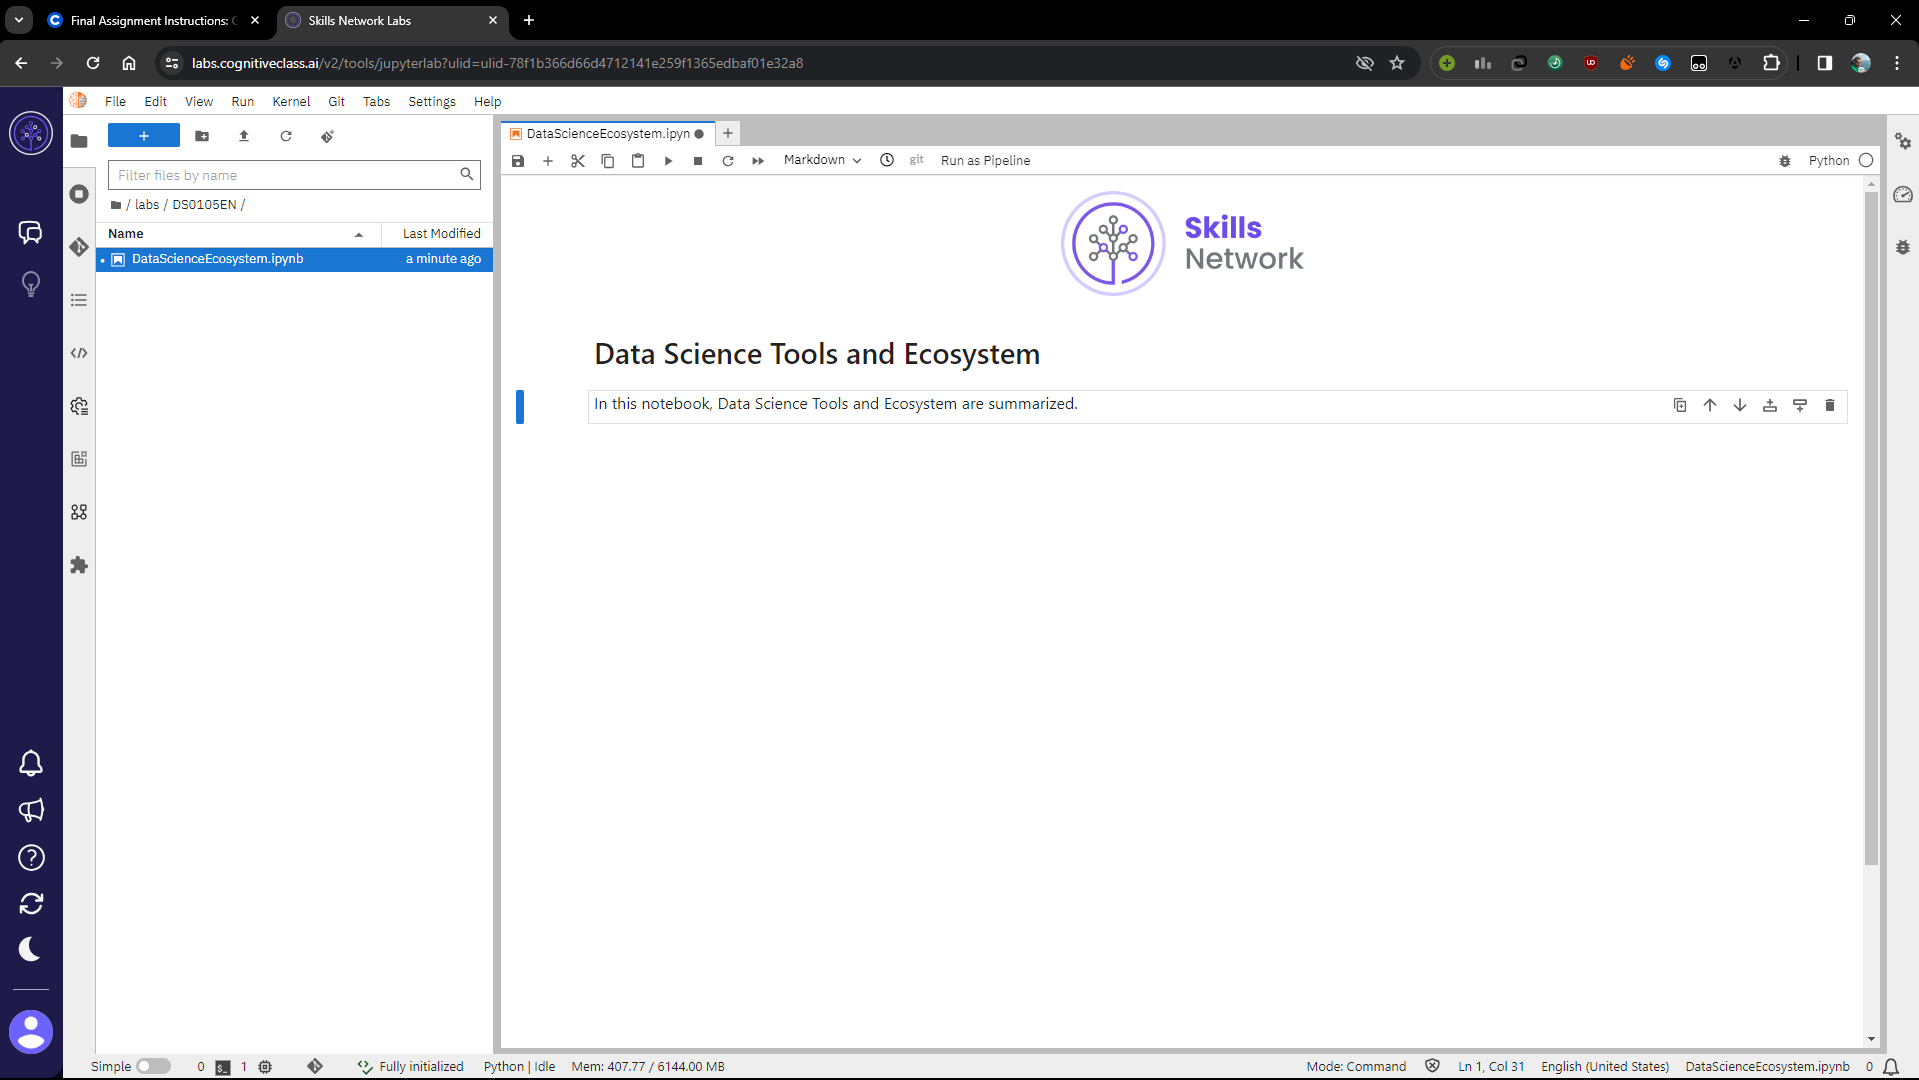 Final Assignment Instructions: C
Skills Network Labs
labs.cognitiveclass.ai/v2/tools/jupyterlab?ulid=ulid-78f1b366d66d4712141e259f1365edbaf01e32a8
File Edit View Run Kernel Git Tabs Settings Help
DataScienceEcosystem.ipyn
Markdown git Run as Pipeline Python
Filter files by name
/ labs / DS0105EN /
Name Last Modified
DataScienceEcosystem.ipynb a minute ago
Skills
Network
Data Science Tools and Ecosystem
In this notebook, Data Science Tools and Ecosystem are summarized.
Simple 0 1 Fully initialized Python | Idle Mem: 407.77 / 6144.00 MB Mode: Command Ln 1, Col 31 English (United States) DataScienceEcosystem.ipynb 0